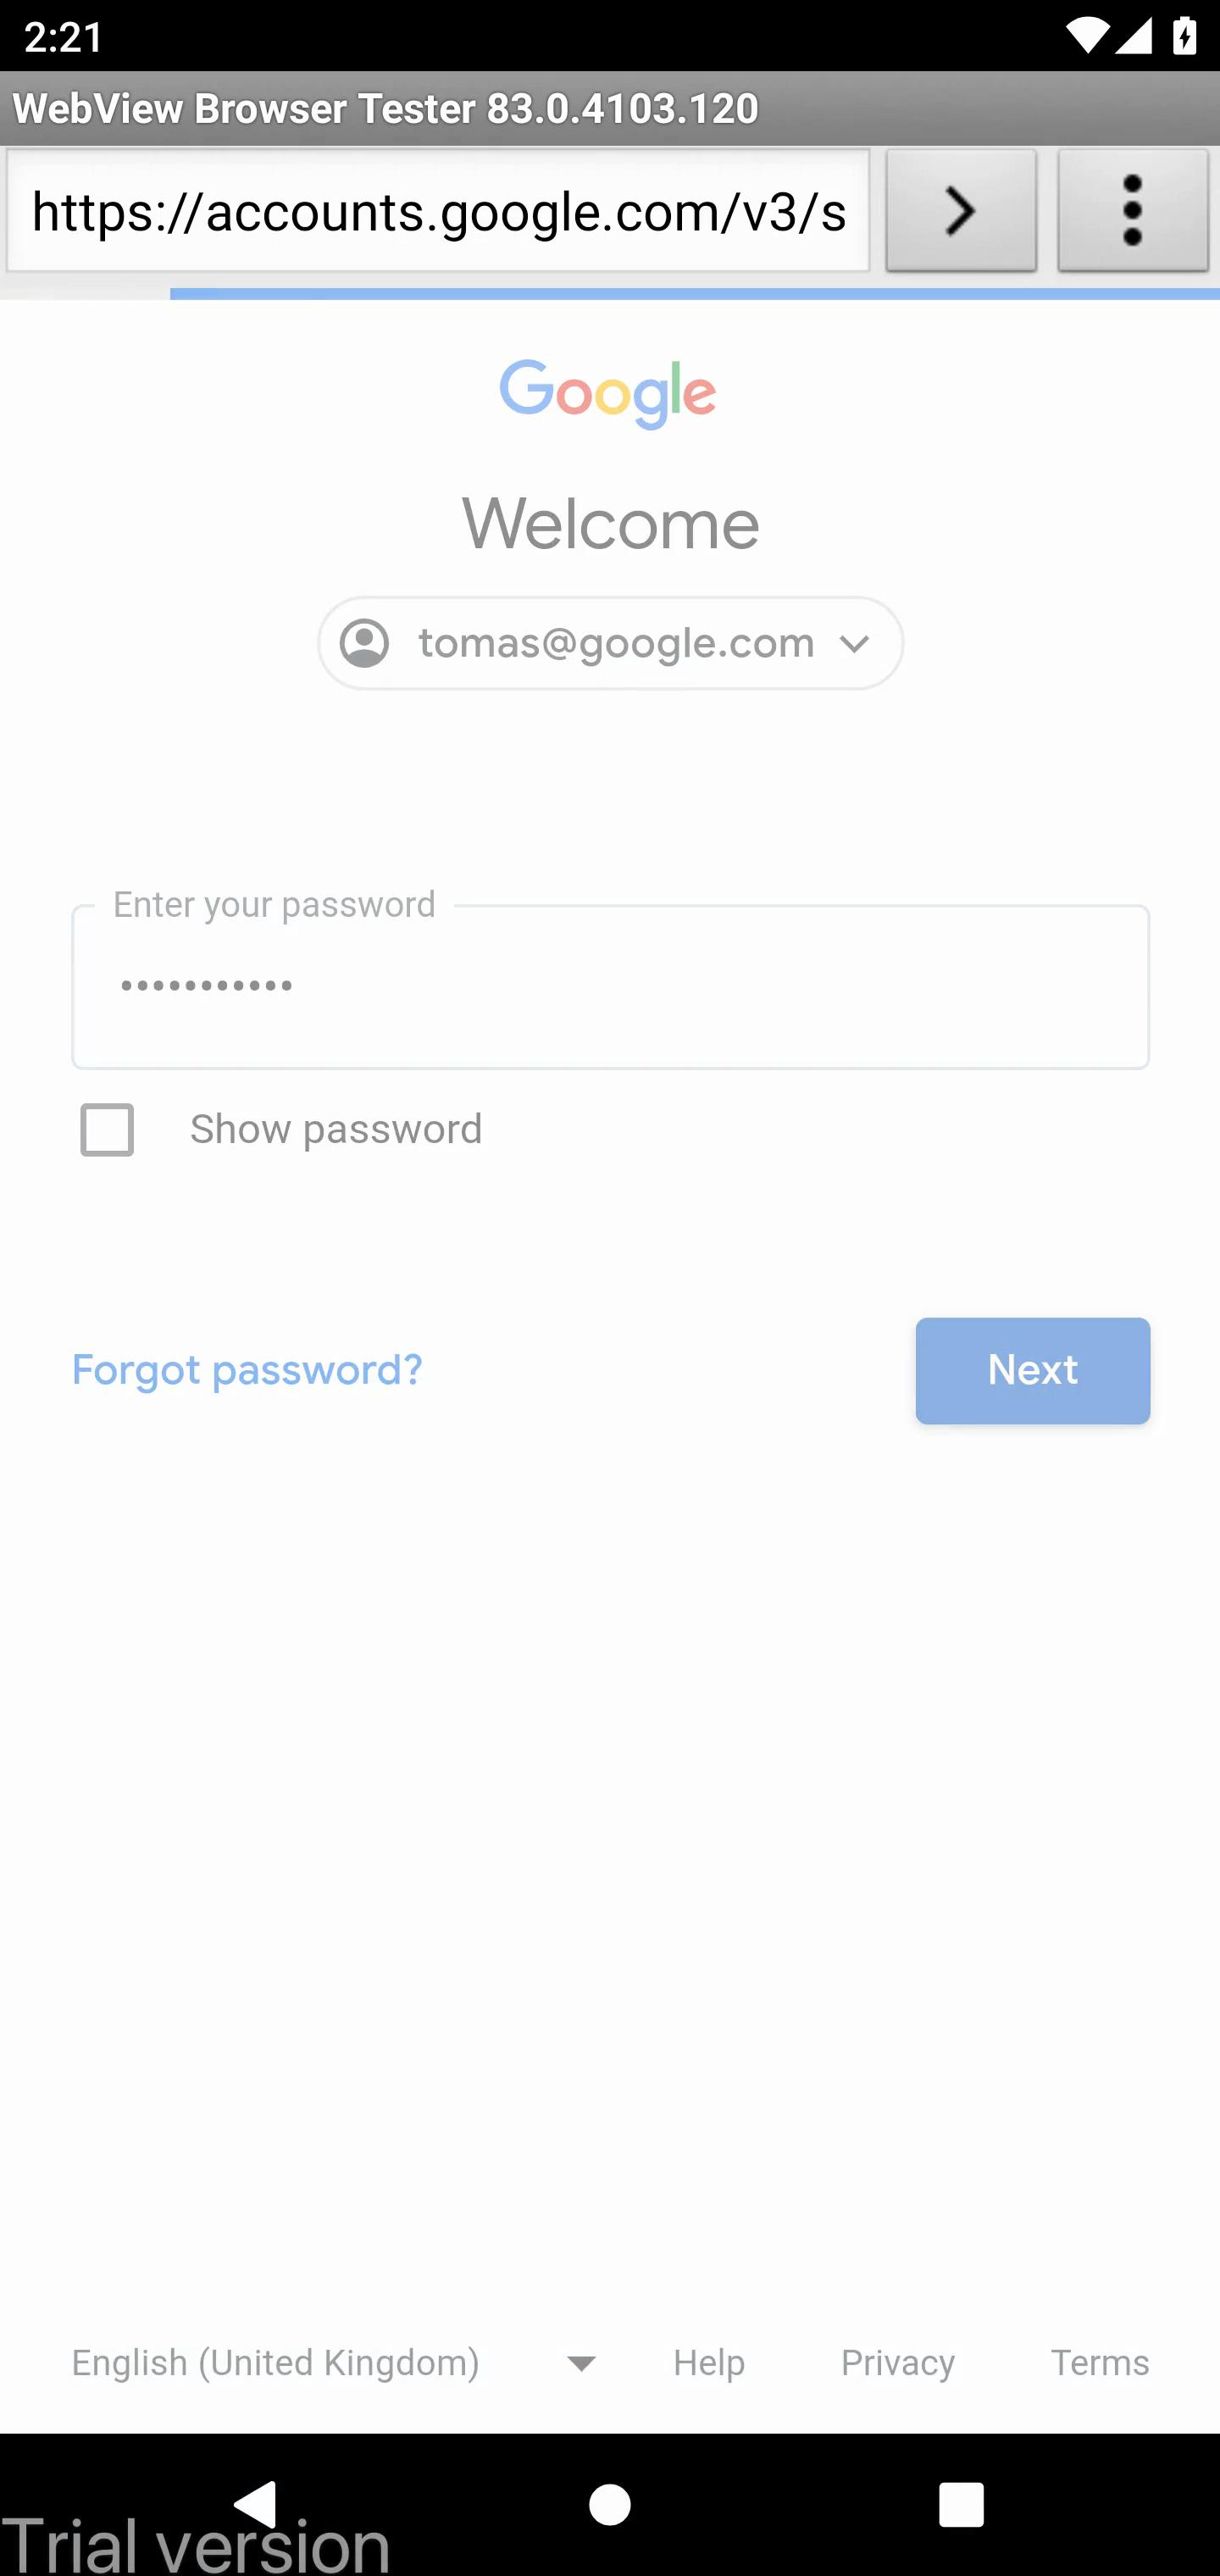 2:21
WebView Browser Tester 83.0.4103.120
https://accounts.google.com/v3/s
Google
Welcome
tomas@google.com
Enter your password
•••••••••••
Show password
Forgot password?
Next
English (United Kingdom)
Help
Privacy
Terms
Trial version